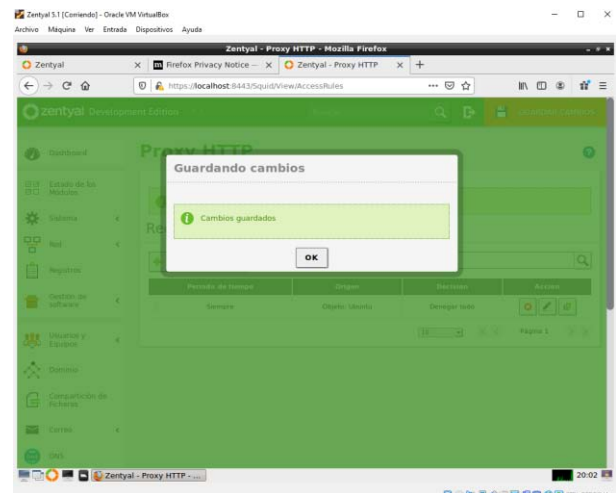 Zentyal 5.1 [Corriendo] - Oracle VM VirtualBox
Archivo Máquina Ver Entrada Dispositivos Ayuda
Zentyal - Proxy HTTP - Mozilla Firefox
Zentyal
Firefox Privacy Notice —
Zentyal - Proxy HTTP
https://localhost:8443/Squid/View/AccessRules
zentyal Development Edition
GUARDAR CAMBIOS
Dashboard
Proxy HTTP
Guardando cambios
Estado de los
Módulos
Cambios guardados
Sistema
Red
OK
Registros
Periodo de tiempo Origen Decisión Acción
Gestión de
software
Siempre Objeto: Ubuntu Denegar todo
10 Página 1
Usuarios y
Equipos
Dominio
Compartición de
Ficheros
Correo
DNS
Zentyal - Proxy HTTP - ...
20:02